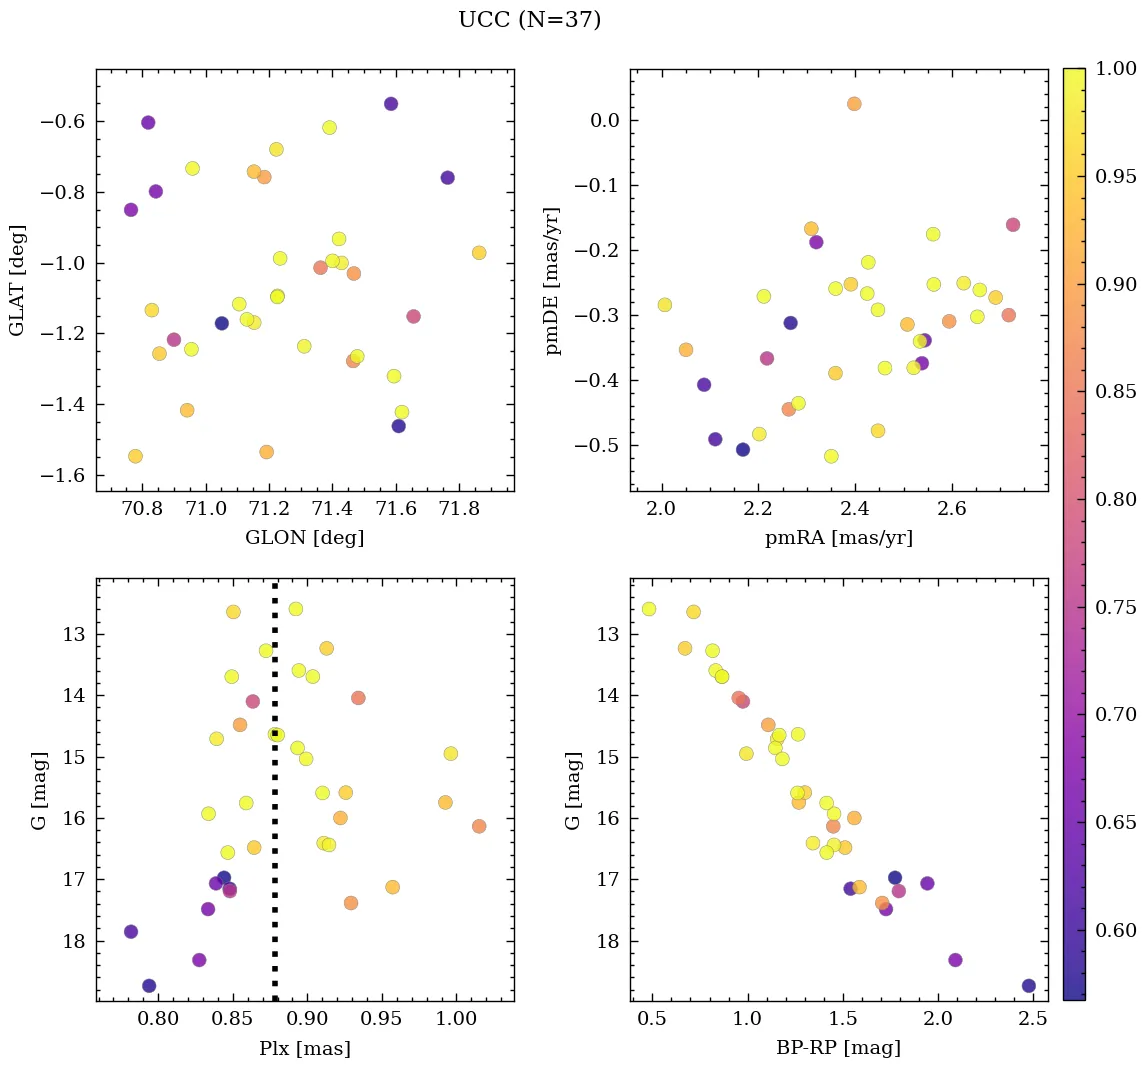 UCC (N=37)
−0.6
−0.8
−1.0
−1.2
−1.4
−1.6
GLAT [deg]
70.8 71.0 71.2 71.4 71.6 71.8
GLON [deg]
0.0
−0.1
−0.2
−0.3
−0.4
−0.5
pmDE [mas/yr]
2.0 2.2 2.4 2.6
pmRA [mas/yr]
13
14
15
16
17
18
G [mag]
0.80 0.85 0.90 0.95 1.00
Plx [mas]
13
14
15
16
17
18
G [mag]
0.5 1.0 1.5 2.0 2.5
BP-RP [mag]
1.00
0.95
0.90
0.85
0.80
0.75
0.70
0.65
0.60